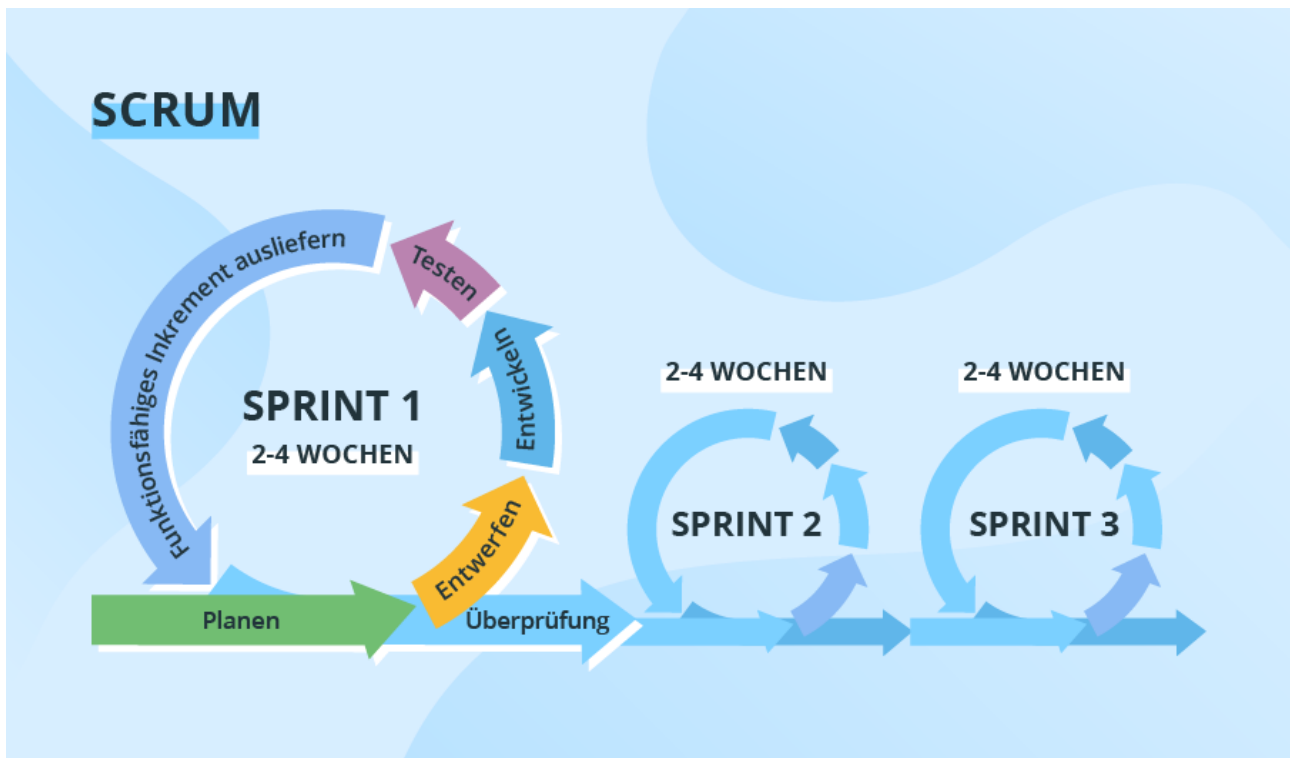 SCRUM
Funktionsfähiges Inkrement ausliefern
Testen
Entwickeln
SPRINT 1
2-4 WOCHEN
Entwerfen
Planen
Überprüfung
2-4 WOCHEN
SPRINT 2
2-4 WOCHEN
SPRINT 3